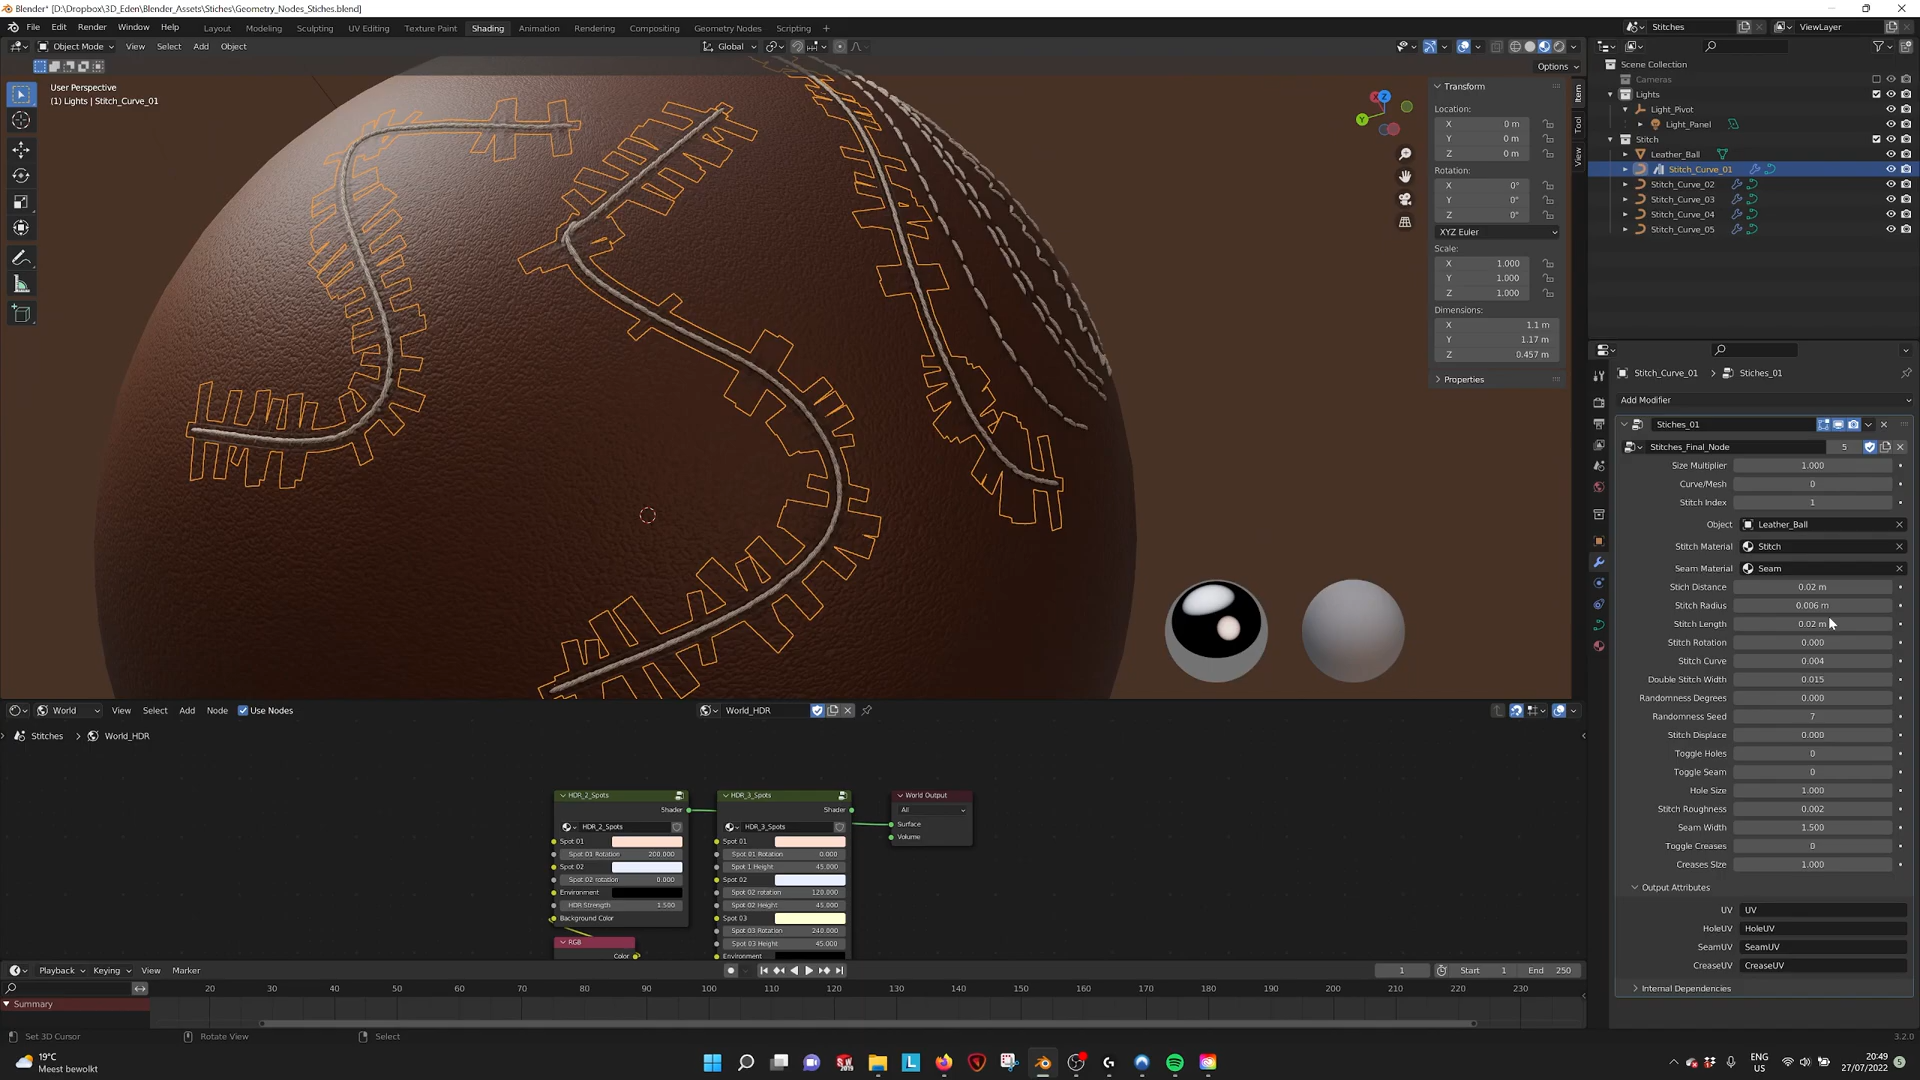 Blender* [D:\Dropbox\3D_Eden\Blender_Assets\Stiches\Geometry_Nodes_Stiches.blend]
File Edit Render Window Help Layout Modeling Sculpting UV Editing Texture Paint Shading Animation Rendering Compositing Geometry Nodes Scripting + Stitches ViewLayer
Object Mode View Select Add Object Global
Options
User Perspective
(1) Lights | Stitch_Curve_01
Transform
Location:
X 0 m
Y 0 m
Z 0 m
Rotation:
X 0°
Y 0°
Z 0°
XYZ Euler
Scale:
X 1.000
Y 1.000
Z 1.000
Dimensions:
X 1.1 m
Y 1.17 m
Z 0.457 m
Properties
Item
Tool
View
X
Z
Y
Scene Collection
Cameras
Lights
Light_Pivot
Light_Panel
Stitch
Leather_Ball
Stitch_Curve_01
Stitch_Curve_02
Stitch_Curve_03
Stitch_Curve_04
Stitch_Curve_05
Stitch_Curve_01 > Stiches_01
Add Modifier
Stiches_01
Stitches_Final_Node 5
Size Multiplier 1.000
Curve/Mesh 0
Stitch Index 1
Object Leather_Ball
Stitch Material Stitch
Seam Material Seam
Stich Distance 0.02 m
Stitch Radius 0.006 m
Stitch Length 0.02 m
Stitch Rotation 0.000
Stitch Curve 0.004
Double Stitch Width 0.015
Randomness Degrees 0.000
Randomness Seed 7
Stitch Displace 0.000
Toggle Holes 0
Toggle Seam 0
Hole Size 1.000
Stitch Roughness 0.002
Seam Width 1.500
Toggle Creases 0
Creases Size 1.000
Output Attributes
UV UV
HoleUV HoleUV
SeamUV SeamUV
CreaseUV CreaseUV
Internal Dependencies
World View Select Add Node Use Nodes World_HDR
Stitches > World_HDR
HDR_2_Spots
Shader
HDR_2_Spots
Spot 01
Spot 01 Rotation 200.000
Spot 02
Spot 02 rotation 0.000
Environment
HDR Strength 1.500
Background Color
RGB
Color
HDR_3_Spots
Shader
HDR_3_Spots
Spot 01
Spot 01 Rotation 0.000
Spot 1 Height 45.000
Spot 02
Spot 02 rotation 120.000
Spot 02 Height 45.000
Spot 03
Spot 03 Rotation 240.000
Spot 03 Height 45.000
Environment
World Output
All
Surface
Volume
Playback Keying View Marker 1 Start 1 End 250
20 30 40 50 60 70 80 90 100 110 120 130 140 150 160 170 180 190 200 210 220 230
Summary
Set 3D Cursor Rotate View Select 3.2.0
19°C
Meest bewolkt
ENG
US
20:49
27/07/2022
5